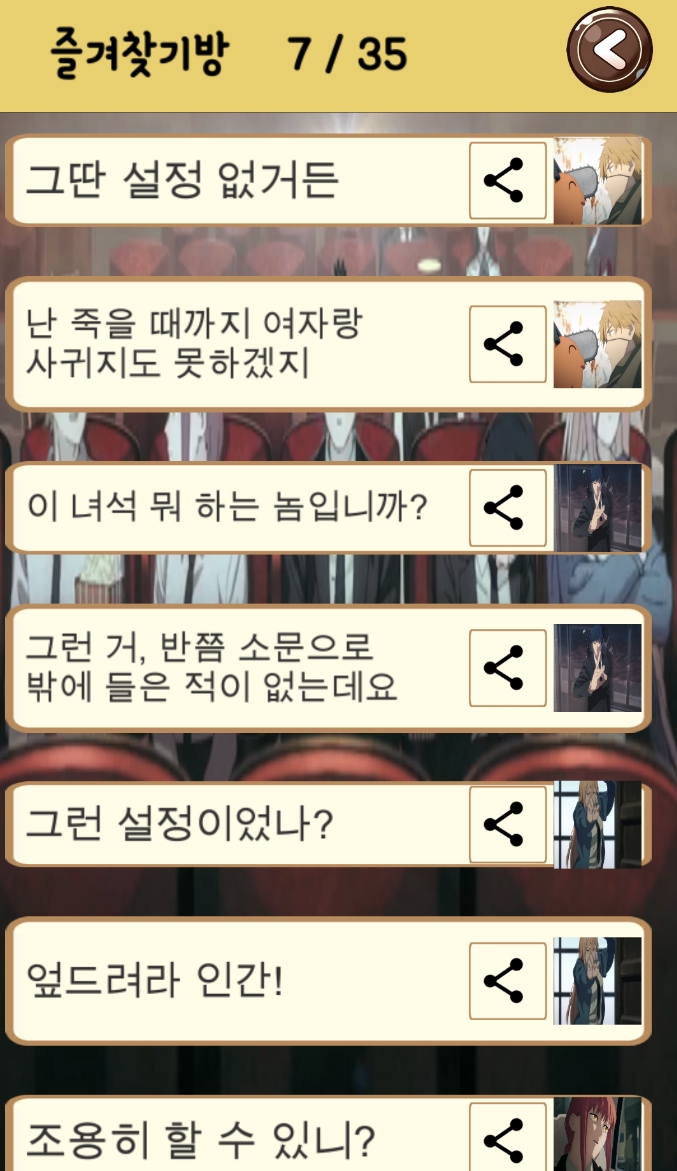 즐겨찾기방 7 / 35
그딴 설정 없거든
난 죽을 때까지 여자랑
사귀지도 못하겠지
이 녀석 뭐 하는 놈입니까?
그런 거, 반쯤 소문으로
밖에 들은 적이 없는데요
그런 설정이었나?
엎드려라 인간!
조용히 할 수 있니?